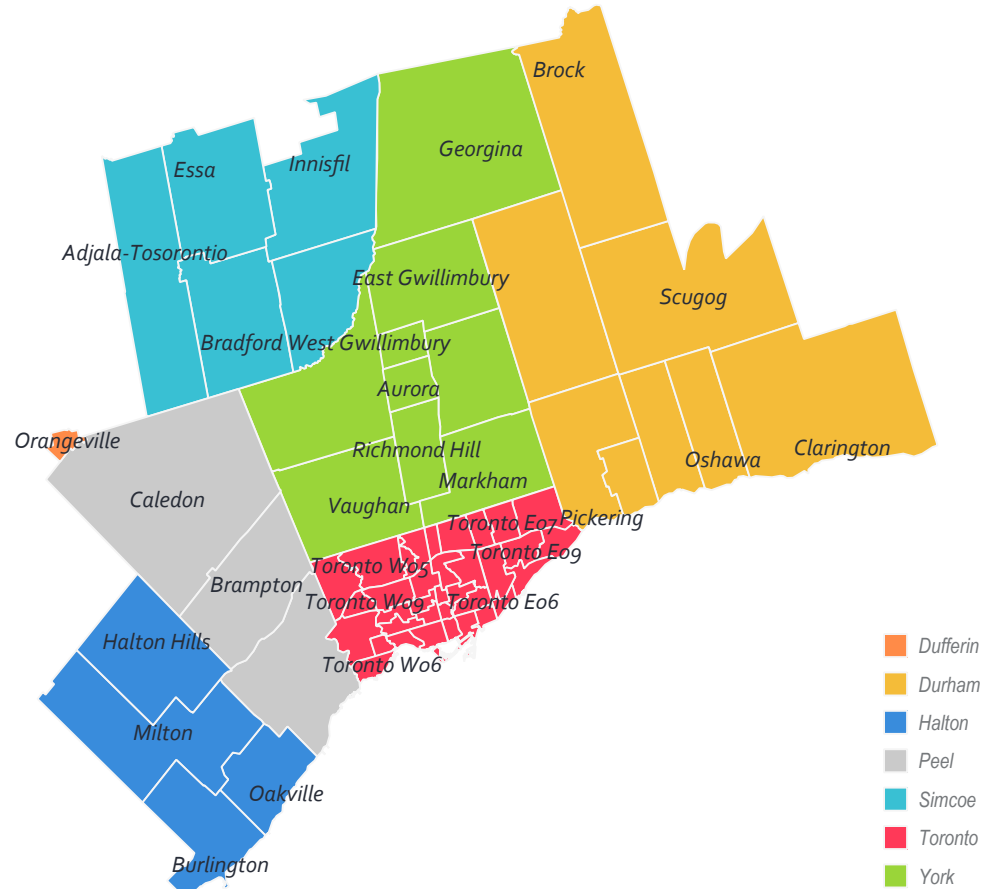 Brock
Georgina
Innisfil
Essa
Adjala-Tosorontio
East Gwillimbury
Scugog
Bradford West Gwillimbury
Aurora
Orangeville
Richmond Hill
Clarington
Oshawa
Markham
Caledon
Vaughan
Pickering
Toronto E07
Toronto E09
Toronto W05
Brampton
Toronto W09
Toronto E06
Halton Hills
Toronto W06
Milton
Oakville
Burlington
Dufferin
Durham
Halton
Peel
Simcoe
Toronto
York